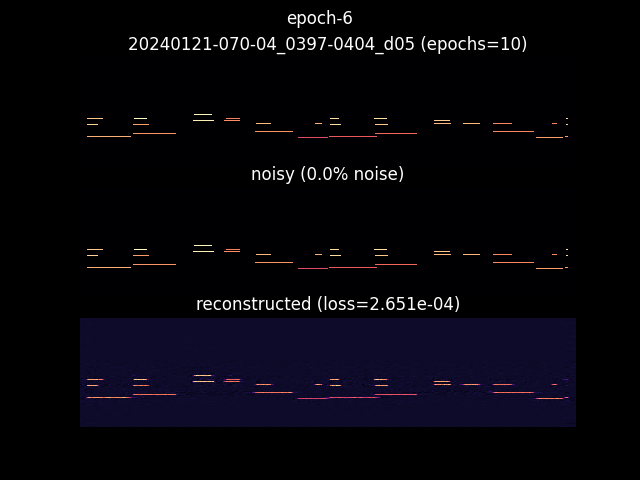 epoch-6
20240121-070-04_0397-0404_d05 (epochs=10)
noisy (0.0% noise)
reconstructed (loss=2.651e-04)